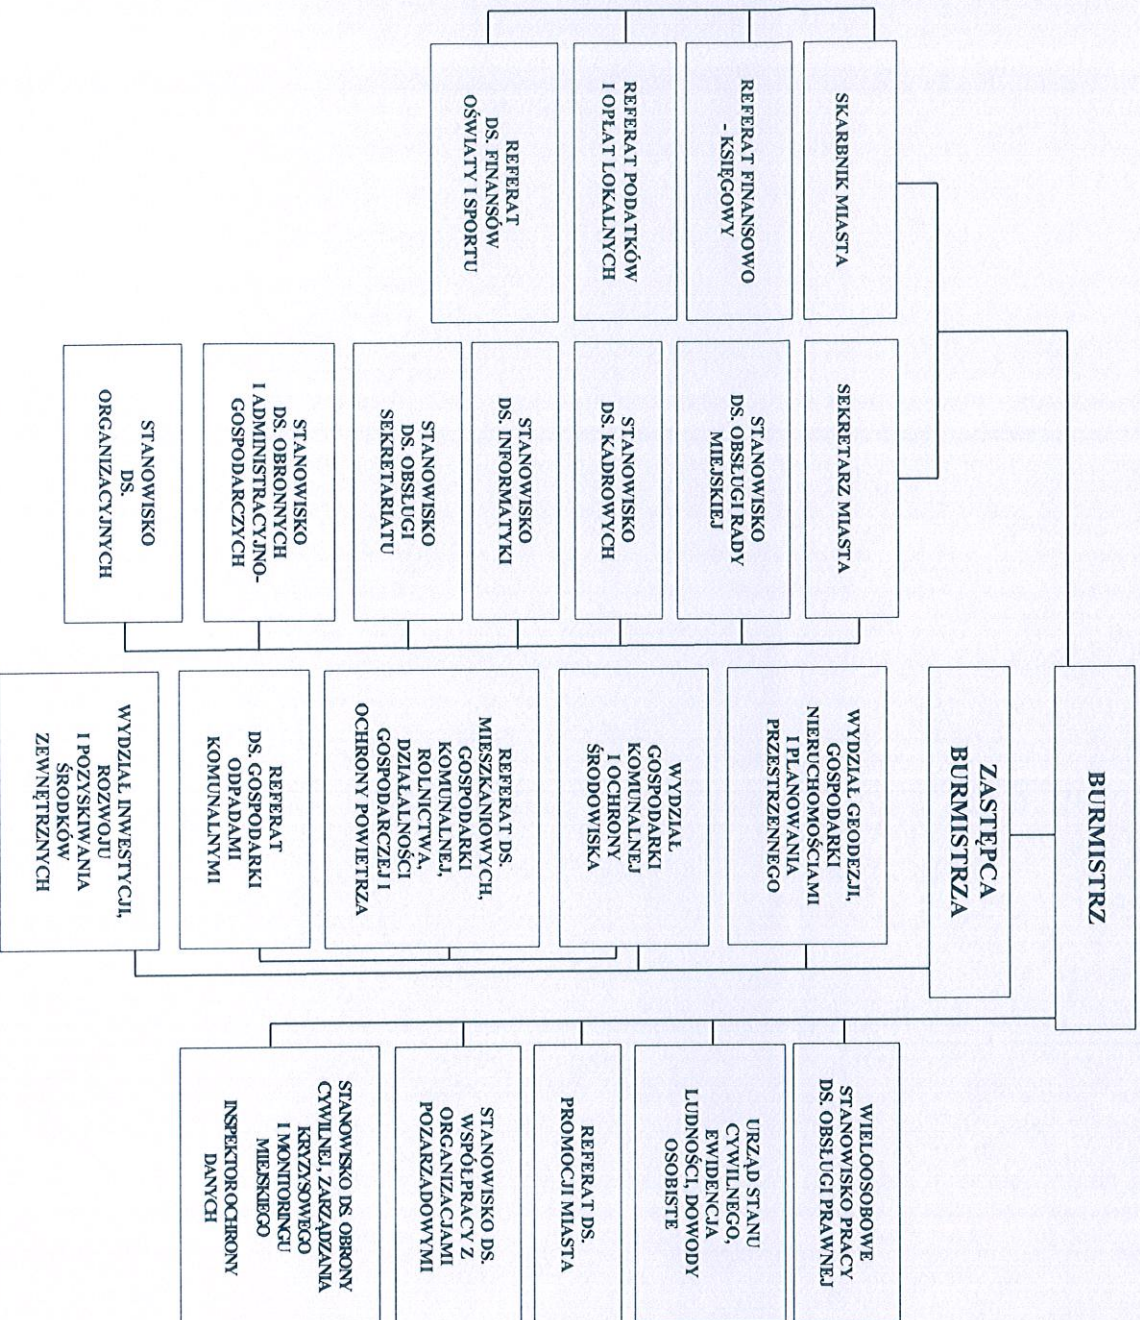 BURMISTRZ
ZASTĘPCA
BURMISTRZA
SKARBNIK MIASTA
REFERAT FINANSOWO
- KSIĘGOWY
REFERAT PODATKÓW
I OPŁAT LOKALNYCH
REFERAT
DS. FINANSÓW
OŚWIATY I SPORTU
SEKRETARZ MIASTA
STANOWISKO
DS. OBSŁUGI RADY
MIEJSKIEJ
STANOWISKO
DS. KADROWYCH
STANOWISKO
DS. INFORMATYKI
STANOWISKO
DS. OBSŁUGI
SEKRETARIATU
STANOWISKO
DS. OBRONNYCH
I ADMINISTRACYJNO-
GOSPODARCZYCH
STANOWISKO
DS.
ORGANIZACYJNYCH
WYDZIAŁ GEODEZJI,
GOSPODARKI
NIERUCHOMOŚCIAMI
I PLANOWANIA
PRZESTRZENNEGO
WYDZIAŁ
GOSPODARKI
KOMUNALNEJ
I OCHRONY
ŚRODOWISKA
REFERAT DS.
MIESZKANIOWYCH,
GOSPODARKI
KOMUNALNEJ,
ROLNICTWA,
DZIAŁALNOŚCI
GOSPODARCZEJ I
OCHRONY POWIETRZA
REFERAT
DS. GOSPODARKI
ODPADAMI
KOMUNALNYMI
WYDZIAŁ INWESTYCJI,
ROZWOJU
I POZYSKIWANIA
ŚRODKÓW
ZEWNĘTRZNYCH
WIELOOSOBOWE
STANOWISKO PRACY
DS. OBSŁUGI PRAWNEJ
URZĄD STANU
CYWILNEGO,
EWIDENCJA
LUDNOŚCI, DOWODY
OSOBISTE
REFERAT DS.
PROMOCJI MIASTA
STANOWISKO DS.
WSPÓŁPRACY Z
ORGANIZACJAMI
POZARZĄDOWYMI
STANOWISKO DS. OBRONY
CYWILNEJ, ZARZĄDZANIA
KRYZYSOWEGO
I MONITORINGU
MIEJSKIEGO
INSPEKTOR OCHRONY
DANYCH